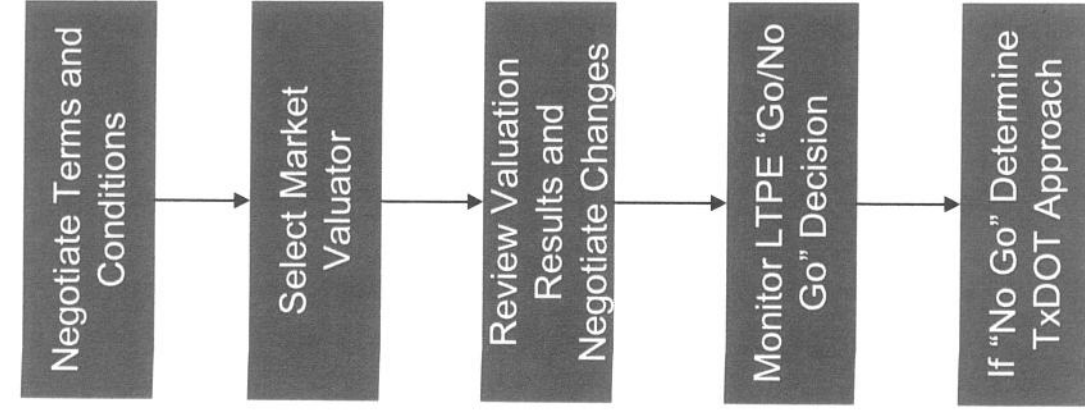 Negotiate Terms and
Conditions
Select Market
Valuator
Review Valuation
Results and
Negotiate Changes
Monitor LTPE “Go/No
Go” Decision
If “No Go” Determine
TxDOT Approach